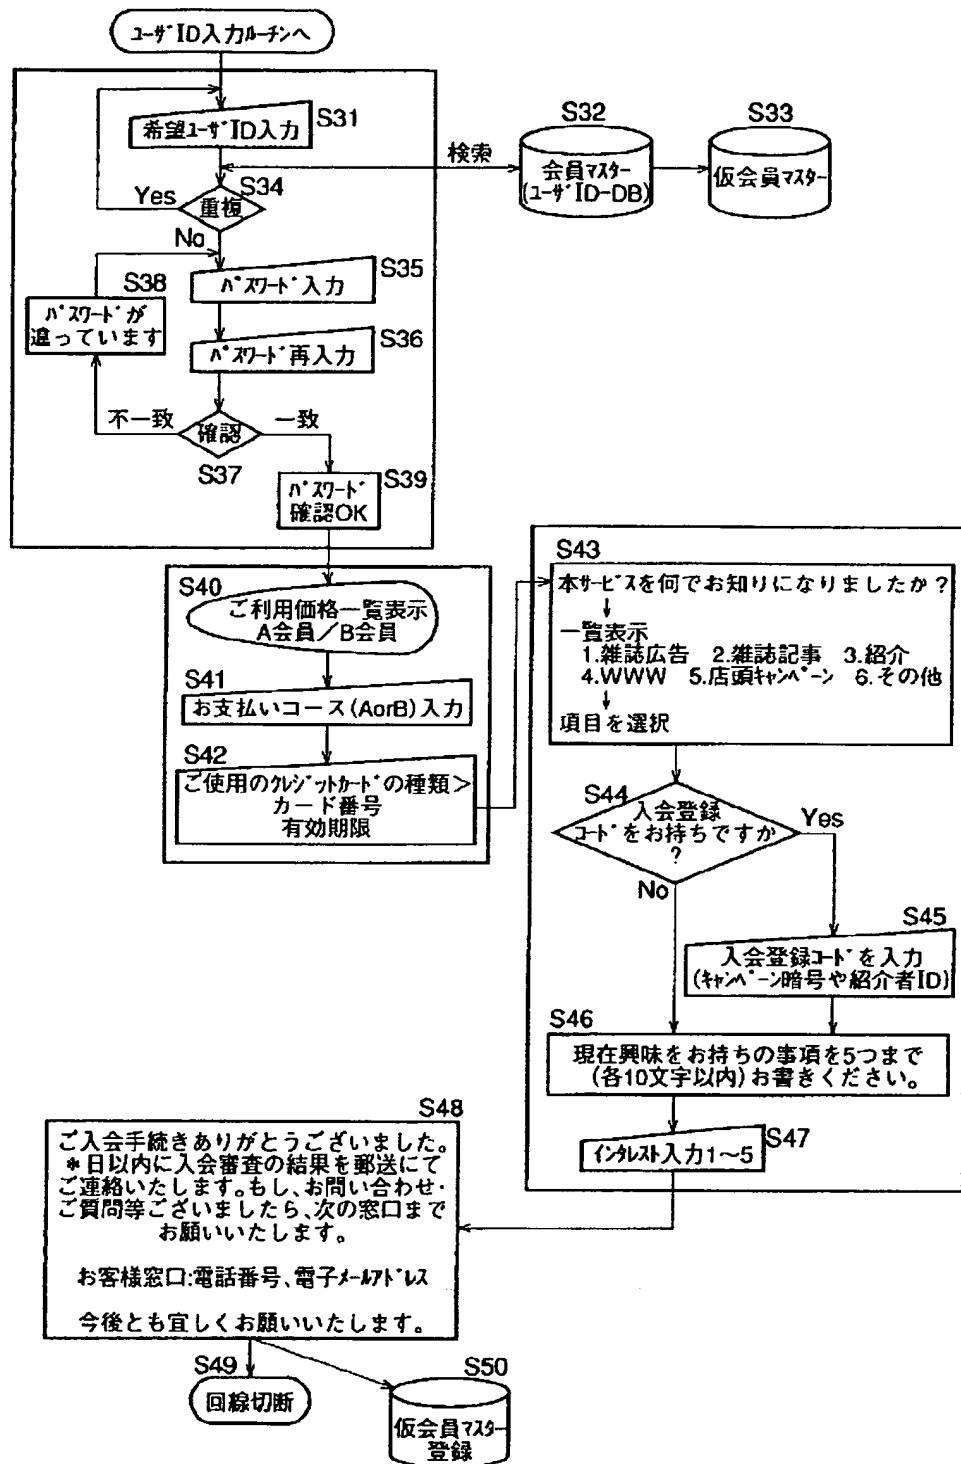 ﾕｰｻﾞID入力ﾙｰﾁﾝへ
S31
希望ﾕｰｻﾞID入力
検索
S32
会員ﾏｽﾀｰ
(ﾕｰｻﾞID-DB)
S33
仮会員ﾏｽﾀｰ
S34
Yes
重複
No
S35
ﾊﾟｽﾜｰﾄﾞ入力
S38
ﾊﾟｽﾜｰﾄﾞが
違っています
S36
ﾊﾟｽﾜｰﾄﾞ再入力
不一致
確認
一致
S37
S39
ﾊﾟｽﾜｰﾄﾞ
確認OK
S40
ご利用価格一覧表示
A会員／B会員
S41
お支払いコース(AorB)入力
S42
ご使用のｸﾚｼﾞｯﾄｶｰﾄﾞの種類>
カード番号
有効期限
S43
本ｻｰﾋﾞｽを何でお知りになりましたか？
↓
一覧表示
1.雑誌広告 2.雑誌記事 3.紹介
4.WWW 5.店頭ｷｬﾝﾍﾟｰﾝ 6.その他
↓
項目を選択
S44
入会登録
ｺｰﾄﾞをお持ちですか
？
Yes
No
S45
入会登録ｺｰﾄﾞを入力
(ｷｬﾝﾍﾟｰﾝ暗号や紹介者ID)
S46
現在興味をお持ちの事項を5つまで
(各10文字以内)お書きください。
S47
ｲﾝﾀﾚｽﾄ入力1～5
S48
ご入会手続きありがとうございました。
＊日以内に入会審査の結果を郵送にて
ご連絡いたします。もし、お問い合わせ・
ご質問等ございましたら、次の窓口まで
お願いいたします。
お客様窓口:電話番号、電子ﾒｰﾙｱﾄﾞﾚｽ
今後とも宜しくお願いいたします。
S49
回線切断
S50
仮会員ﾏｽﾀｰ
登録